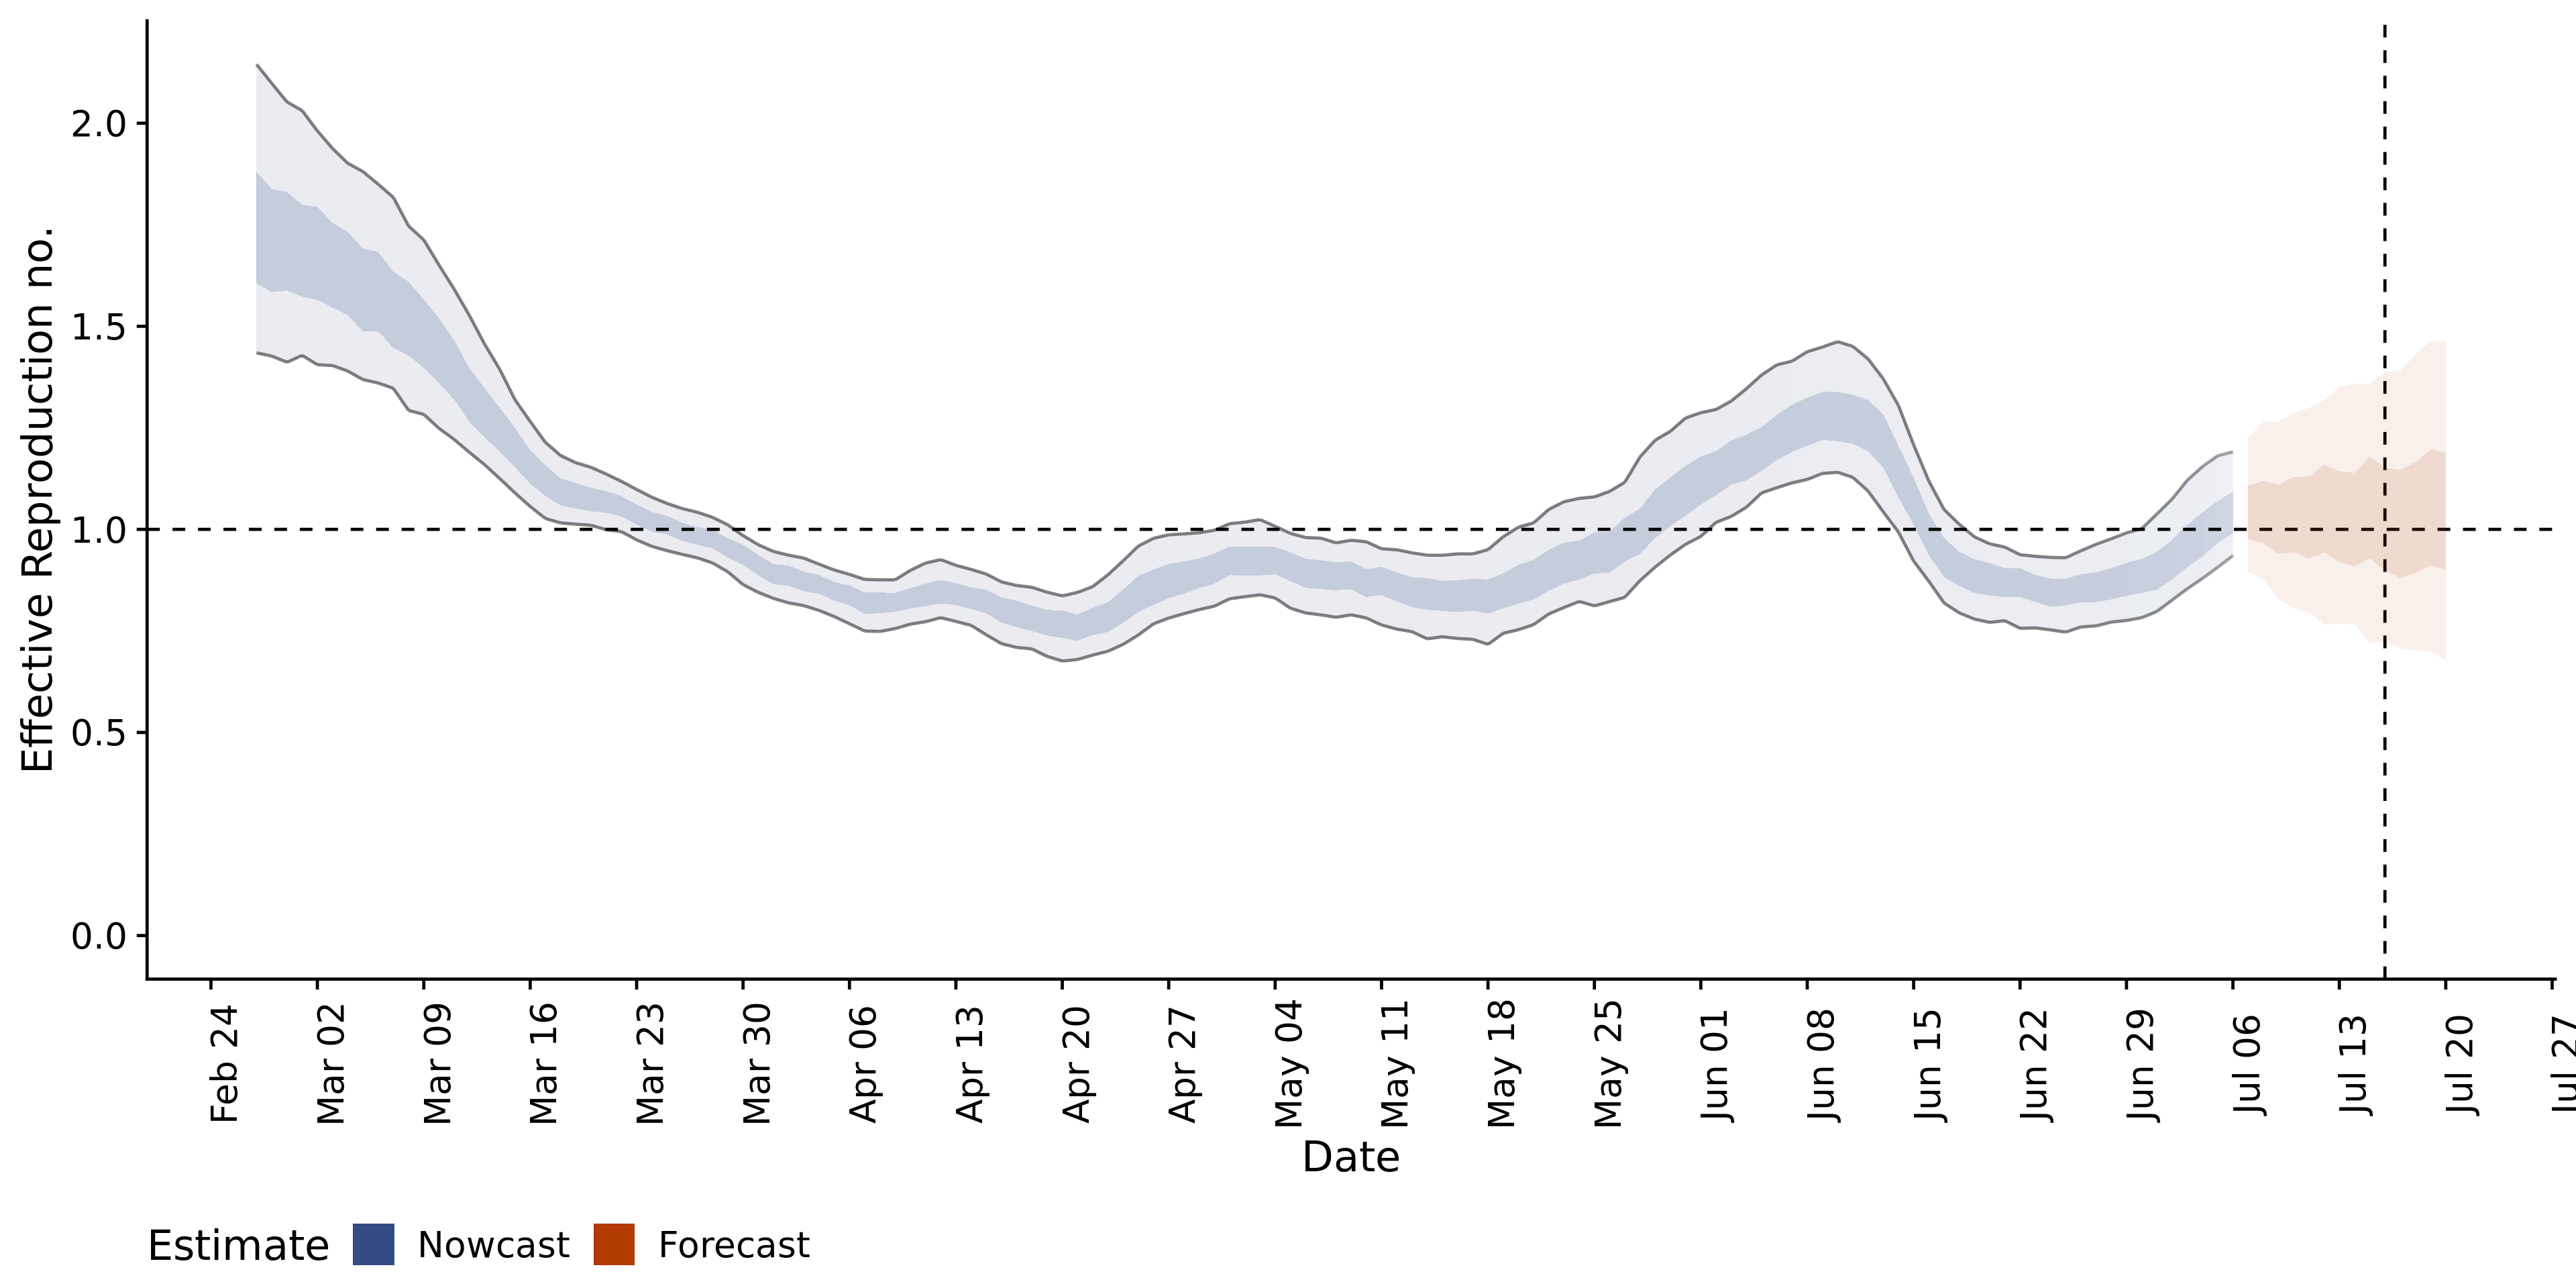 Effective Reproduction no.
2.0
1.5
1.0
0.5
0.0
Feb 24
Mar 02
Mar 09
Mar 16
Mar 23
Mar 30
Apr 06
Apr 13
Apr 20
Apr 27
May 04
May 11
May 18
May 25
Jun 01
Jun 08
Jun 15
Jun 22
Jun 29
Jul 06
Jul 13
Jul 20
Jul 27
Date
Estimate Nowcast Forecast